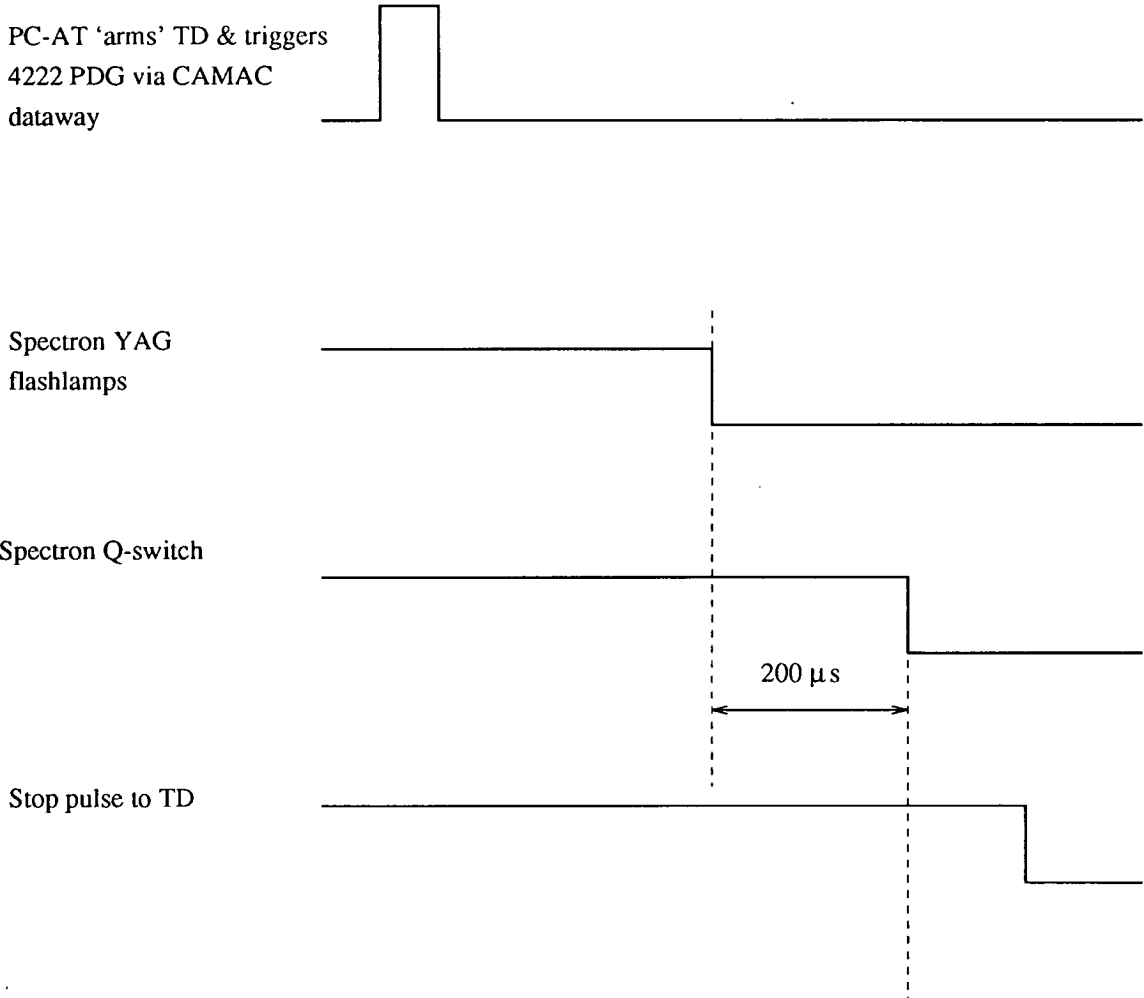 PC-AT ‘arms’ TD & triggers
4222 PDG via CAMAC
dataway
Spectron YAG
flashlamps
Spectron Q-switch
200 μs
Stop pulse to TD